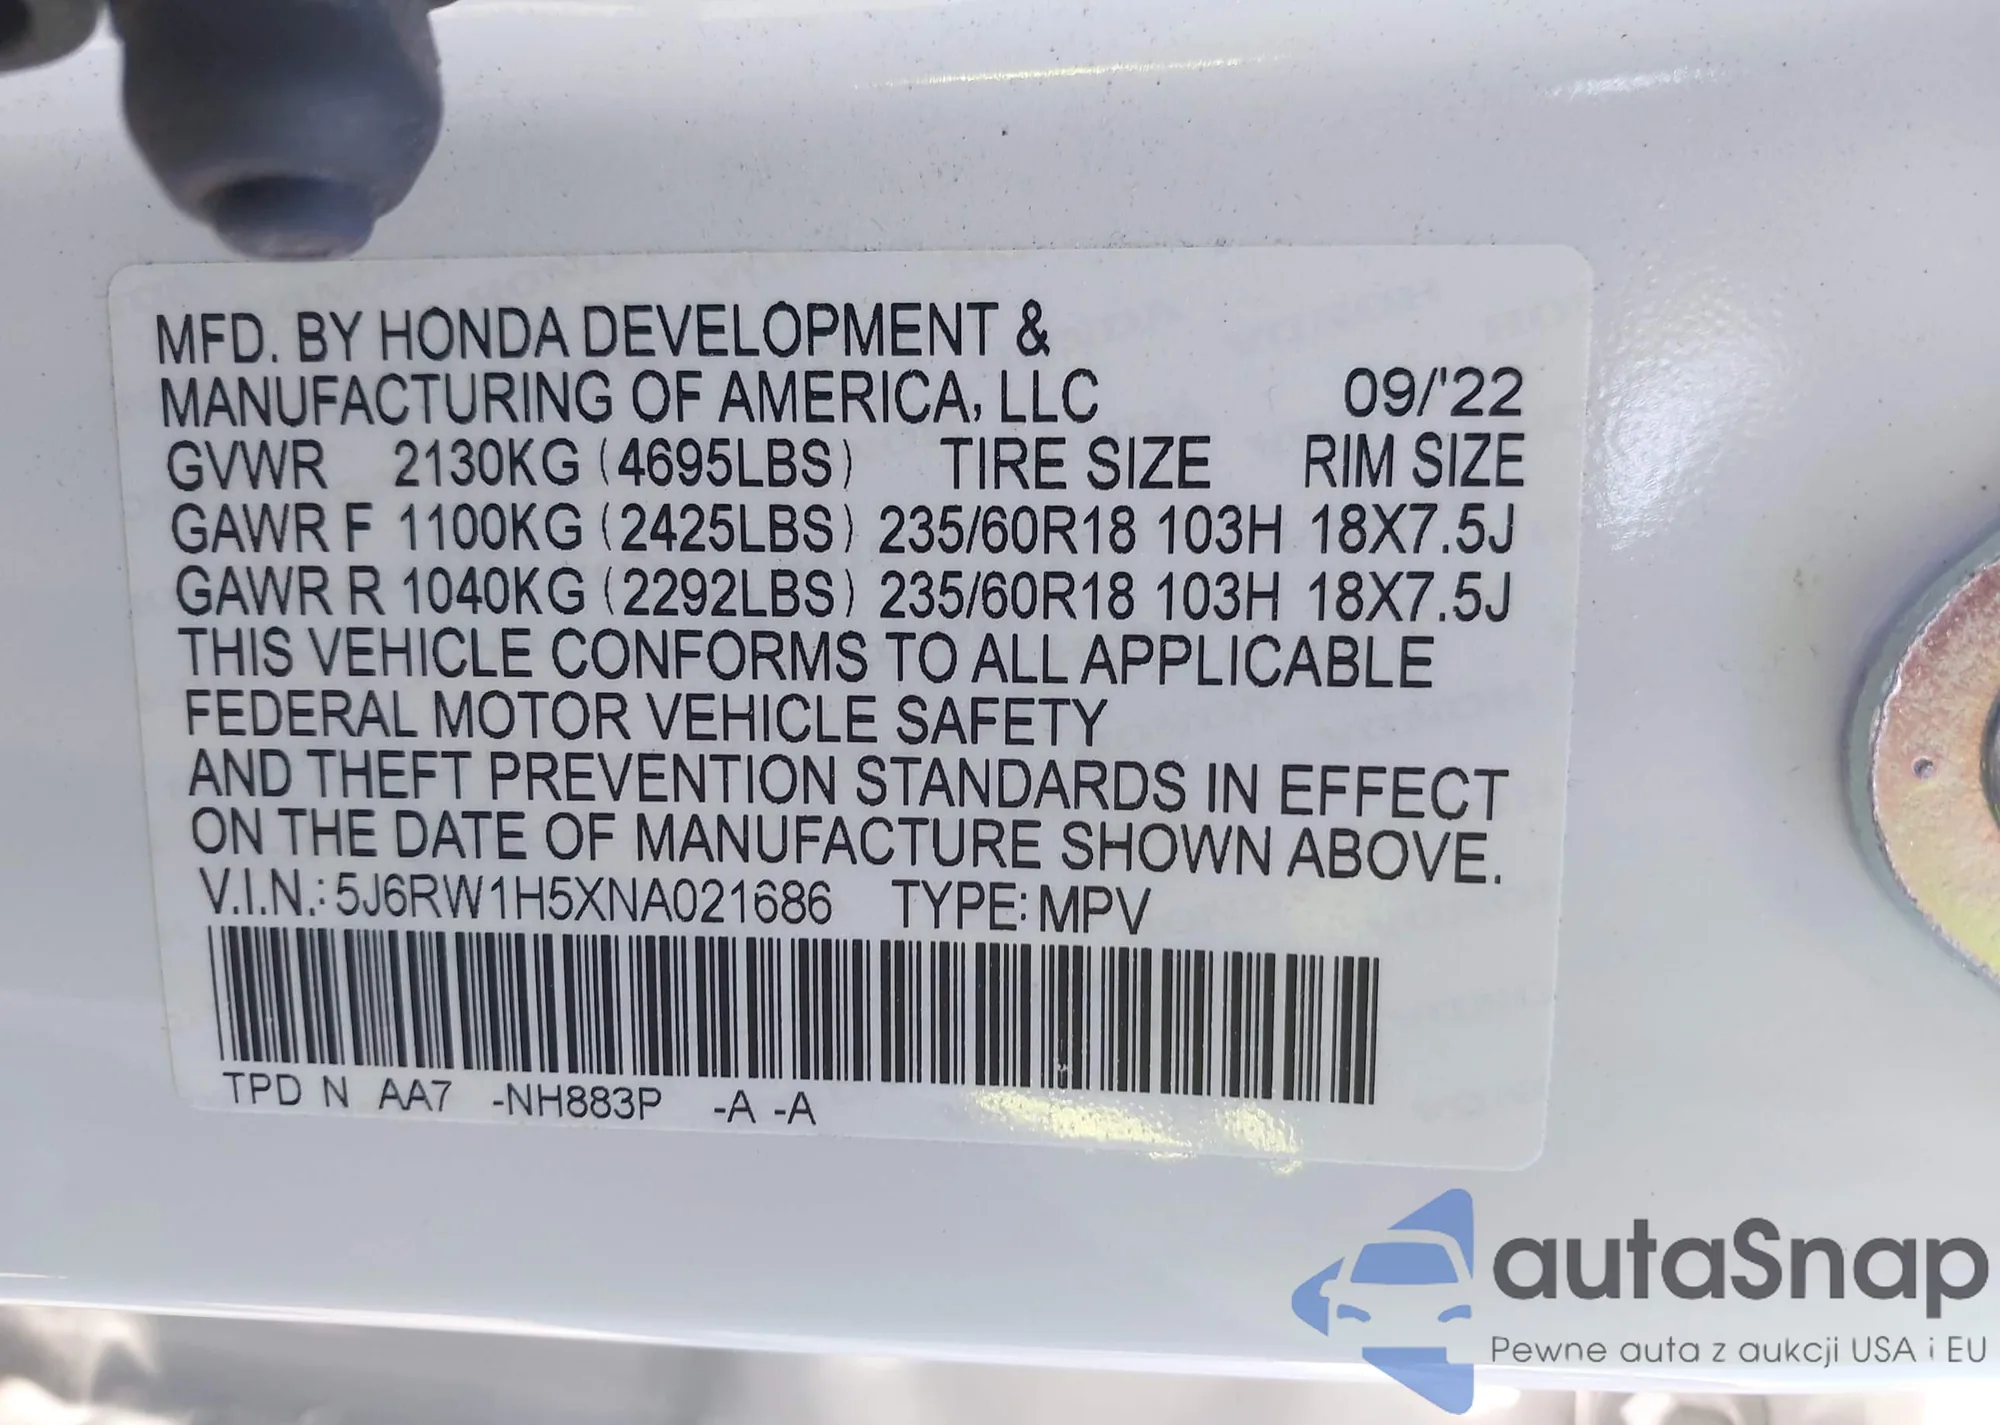 MFD. BY HONDA DEVELOPMENT &
MANUFACTURING OF AMERICA, LLC 09/'22
GVWR 2130KG (4695LBS) TIRE SIZE RIM SIZE
GAWR F 1100KG (2425LBS) 235/60R18 103H 18X7.5J
GAWR R 1040KG (2292LBS) 235/60R18 103H 18X7.5J
THIS VEHICLE CONFORMS TO ALL APPLICABLE
FEDERAL MOTOR VEHICLE SAFETY
AND THEFT PREVENTION STANDARDS IN EFFECT
ON THE DATE OF MANUFACTURE SHOWN ABOVE.
V.I.N.: 5J6RW1H5XNA021686 TYPE: MPV
TPD N AA7 -NH883P -A -A
autaSnap
Pewne auta z aukcji USA i EU